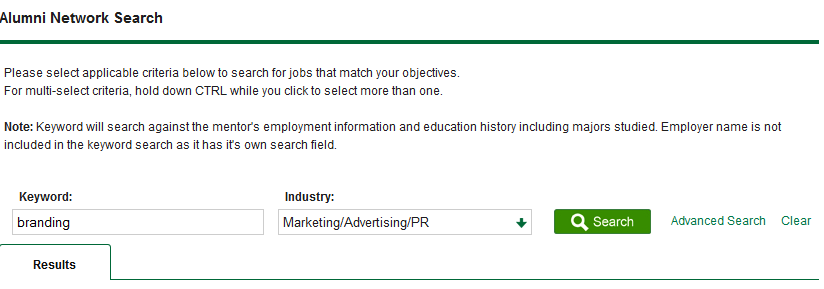 Alumni Network Search
Please select applicable criteria below to search for jobs that match your objectives.
For multi-select criteria, hold down CTRL while you click to select more than one.
Note: Keyword will search against the mentor's employment information and education history including majors studied. Employer name is not
included in the keyword search as it has it's own search field.
Keyword: Industry:
branding Marketing/Advertising/PR Search Advanced Search Clear
Results